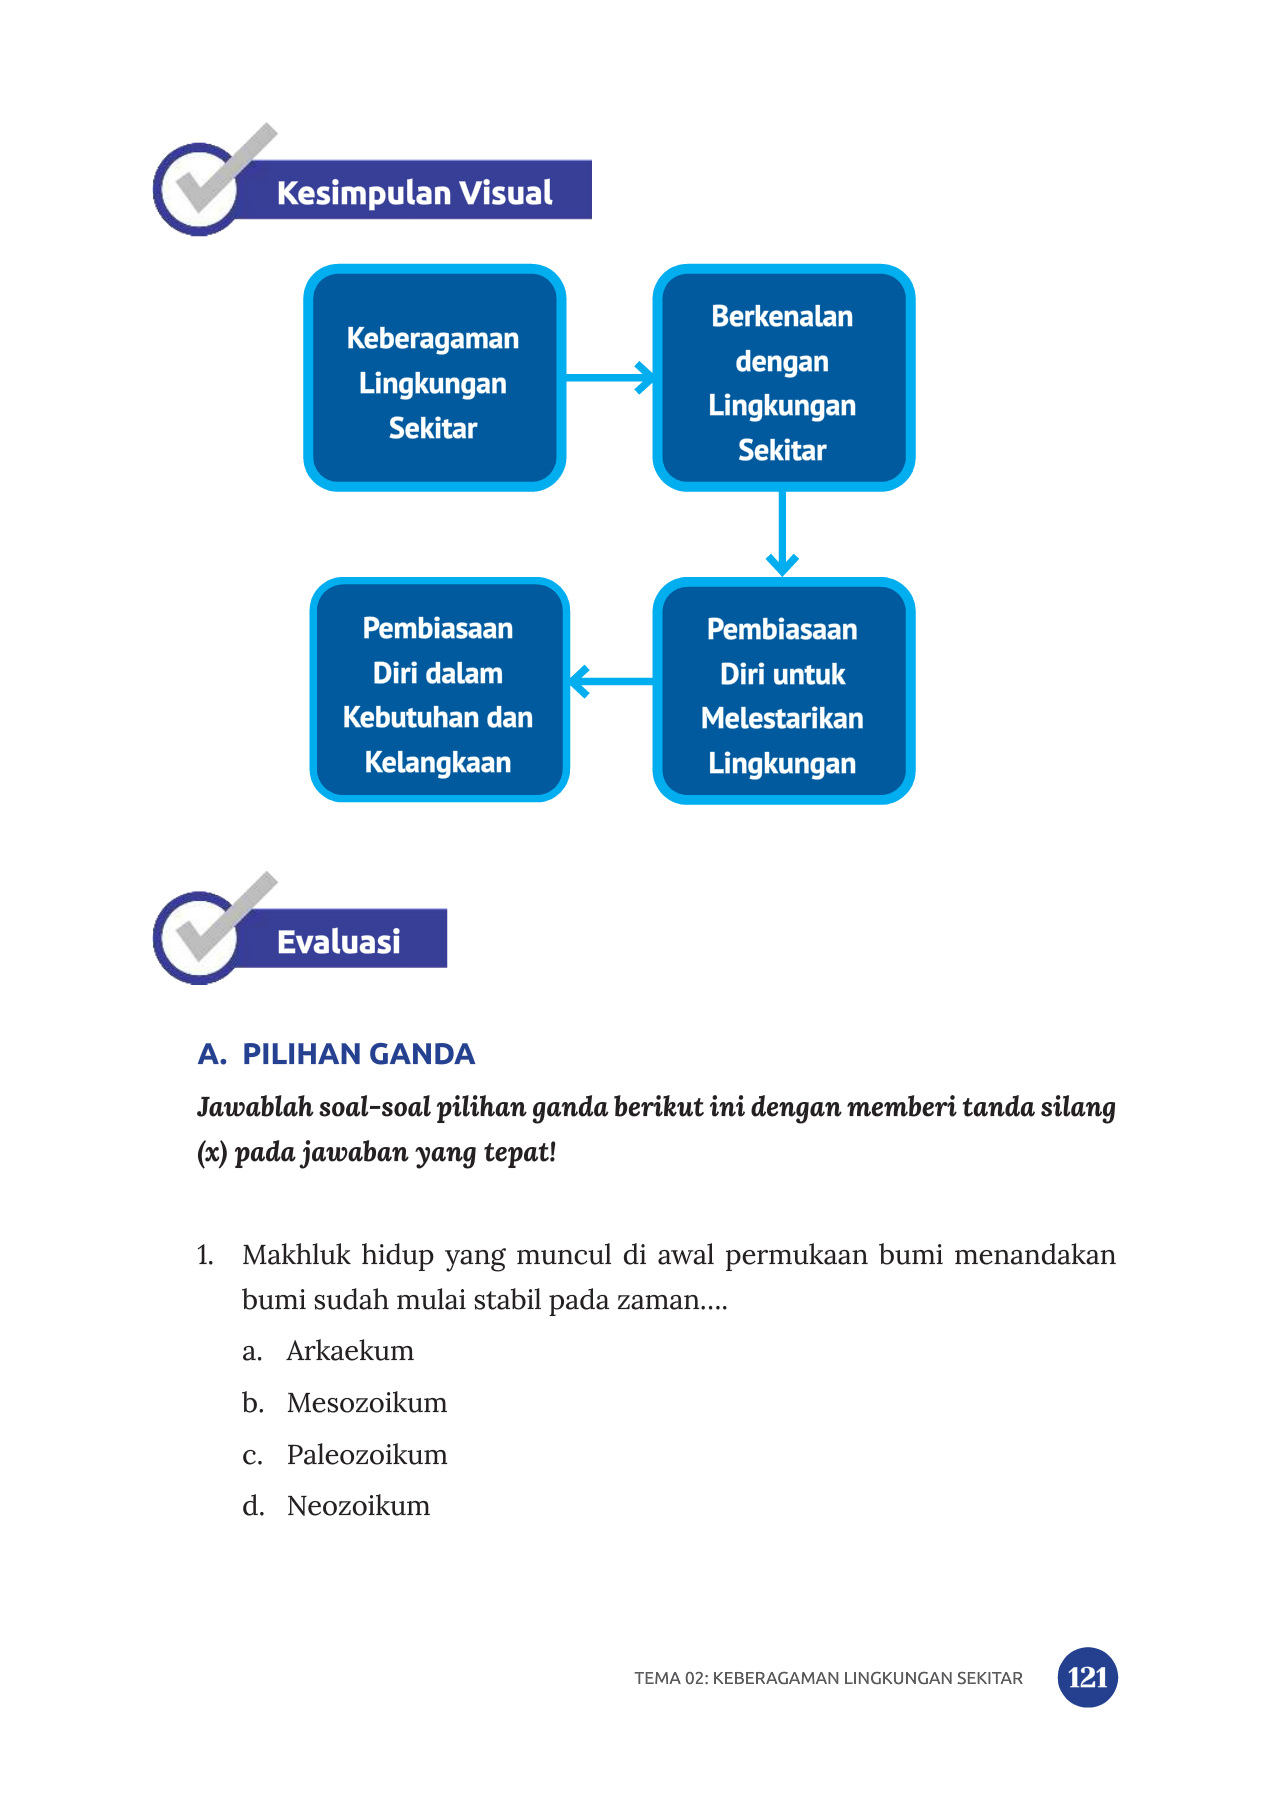 Kesimpulan Visual
Keberagaman
Lingkungan
Sekitar
Berkenalan
dengan
Lingkungan
Sekitar
Pembiasaan
Diri untuk
Melestarikan
Lingkungan
Pembiasaan
Diri dalam
Kebutuhan dan
Kelangkaan
Evaluasi
A. PILIHAN GANDA
Jawablah soal-soal pilihan ganda berikut ini dengan memberi tanda silang
(x) pada jawaban yang tepat!
1. Makhluk hidup yang muncul di awal permukaan bumi menandakan
bumi sudah mulai stabil pada zaman....
a. Arkaekum
b. Mesozoikum
c. Paleozoikum
d. Neozoikum
TEMA 02: KEBERAGAMAN LINGKUNGAN SEKITAR 121